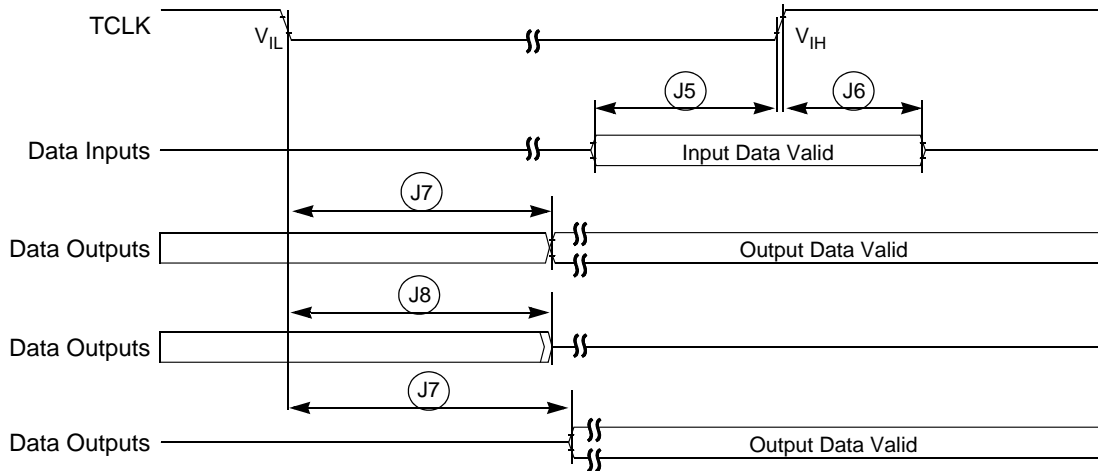 TCLK
VIL
VIH
J5
J6
Data Inputs
Input Data Valid
J7
Data Outputs
Output Data Valid
J8
Data Outputs
J7
Data Outputs
Output Data Valid